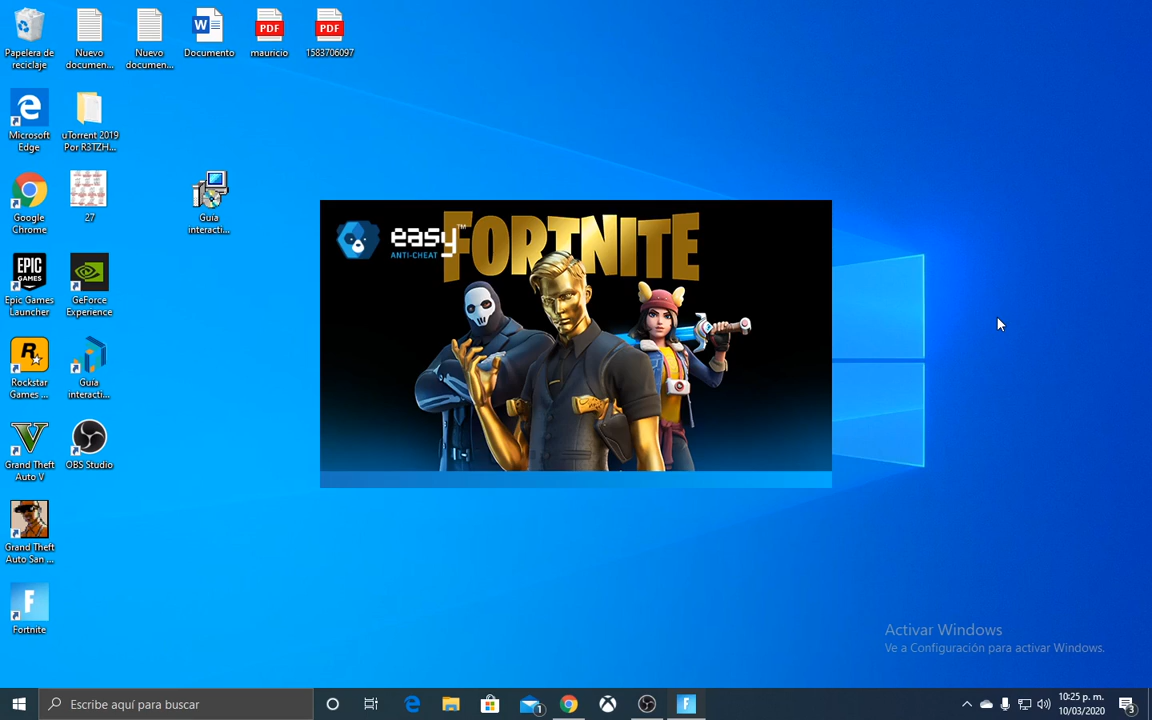 Papelera de
reciclaje
Nuevo
documen...
Nuevo
documen...
W
Documento
PDF
mauricio
PDF
1583706097
Microsoft
Edge
uTorrent 2019
Por R3TZH...
Google
Chrome
27
Guia
interacti...
EPIC
GAMES
Epic Games
Launcher
GeForce
Experience
R
Rockstar
Games ...
Guia
interacti...
V
Grand Theft
Auto V
OBS Studio
Grand Theft
Auto San ...
F
Fortnite
easy™
ANTI-CHEAT
FORTNITE
Activar Windows
Ve a Configuración para activar Windows.
Escribe aquí para buscar
1
F
10:25 p. m.
10/03/2020
3